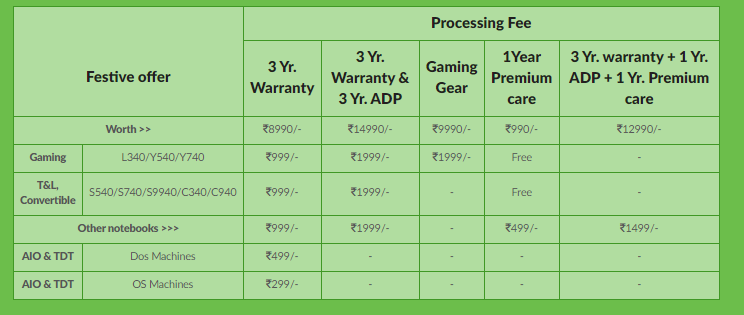 Processing Fee
Festive offer
3 Yr.
Warranty
3 Yr.
Warranty &
3 Yr. ADP
Gaming
Gear
1Year
Premium
care
3 Yr. warranty + 1 Yr.
ADP + 1 Yr. Premium
care
Worth >> ₹8990/- ₹14990/- ₹9990/- ₹990/- ₹12990/-
Gaming L340/Y540/Y740 ₹999/- ₹1999/- ₹1999/- Free -
T&L,
Convertible S540/S740/S9940/C340/C940 ₹999/- ₹1999/- - Free -
Other notebooks >>> ₹999/- ₹1999/- - ₹499/- ₹1499/-
AIO & TDT Dos Machines ₹499/- - - - -
AIO & TDT OS Machines ₹299/- - - - -